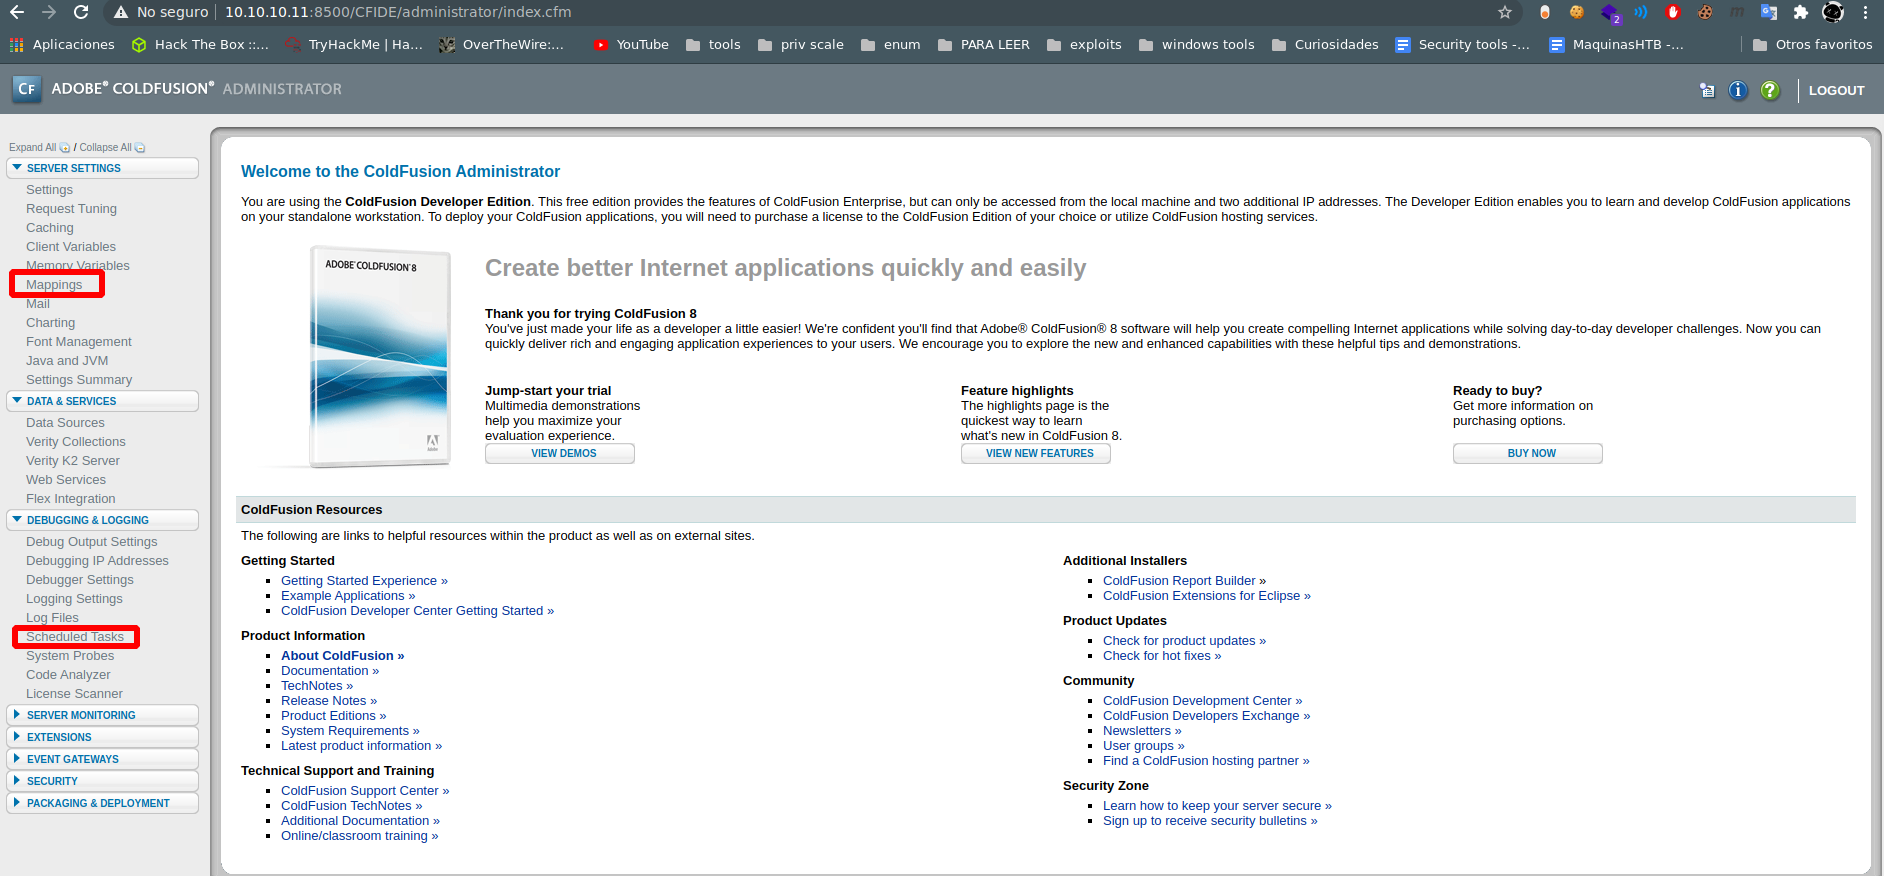 No seguro
10.10.10.11:8500/CFIDE/administrator/index.cfm
2
Aplicaciones
Hack The Box ::...
TryHackMe | Ha...
OverTheWire:...
YouTube
tools
priv scale
enum
PARA LEER
exploits
windows tools
Curiosidades
Security tools -...
MaquinasHTB -...
Otros favoritos
CF
ADOBE® COLDFUSION® ADMINISTRATOR
LOGOUT
Expand All / Collapse All
SERVER SETTINGS
Settings
Request Tuning
Caching
Client Variables
Memory Variables
Mappings
Mail
Charting
Font Management
Java and JVM
Settings Summary
DATA & SERVICES
Data Sources
Verity Collections
Verity K2 Server
Web Services
Flex Integration
DEBUGGING & LOGGING
Debug Output Settings
Debugging IP Addresses
Debugger Settings
Logging Settings
Log Files
Scheduled Tasks
System Probes
Code Analyzer
License Scanner
SERVER MONITORING
EXTENSIONS
EVENT GATEWAYS
SECURITY
PACKAGING & DEPLOYMENT
Welcome to the ColdFusion Administrator
You are using the ColdFusion Developer Edition. This free edition provides the features of ColdFusion Enterprise, but can only be accessed from the local machine and two additional IP addresses. The Developer Edition enables you to learn and develop ColdFusion applications
on your standalone workstation. To deploy your ColdFusion applications, you will need to purchase a license to the ColdFusion Edition of your choice or utilize ColdFusion hosting services.
ADOBE® COLDFUSION® 8
Adobe
Create better Internet applications quickly and easily
Thank you for trying ColdFusion 8
You've just made your life as a developer a little easier! We're confident you'll find that Adobe® ColdFusion® 8 software will help you create compelling Internet applications while solving day-to-day developer challenges. Now you can
quickly deliver rich and engaging application experiences to your users. We encourage you to explore the new and enhanced capabilities with these helpful tips and demonstrations.
Jump-start your trial
Multimedia demonstrations
help you maximize your
evaluation experience.
VIEW DEMOS
Feature highlights
The highlights page is the
quickest way to learn
what's new in ColdFusion 8.
VIEW NEW FEATURES
Ready to buy?
Get more information on
purchasing options.
BUY NOW
ColdFusion Resources
The following are links to helpful resources within the product as well as on external sites.
Getting Started
Getting Started Experience »
Example Applications »
ColdFusion Developer Center Getting Started »
Product Information
About ColdFusion »
Documentation »
TechNotes »
Release Notes »
Product Editions »
System Requirements »
Latest product information »
Technical Support and Training
ColdFusion Support Center »
ColdFusion TechNotes »
Additional Documentation »
Online/classroom training »
Additional Installers
ColdFusion Report Builder »
ColdFusion Extensions for Eclipse »
Product Updates
Check for product updates »
Check for hot fixes »
Community
ColdFusion Development Center »
ColdFusion Developers Exchange »
Newsletters »
User groups »
Find a ColdFusion hosting partner »
Security Zone
Learn how to keep your server secure »
Sign up to receive security bulletins »